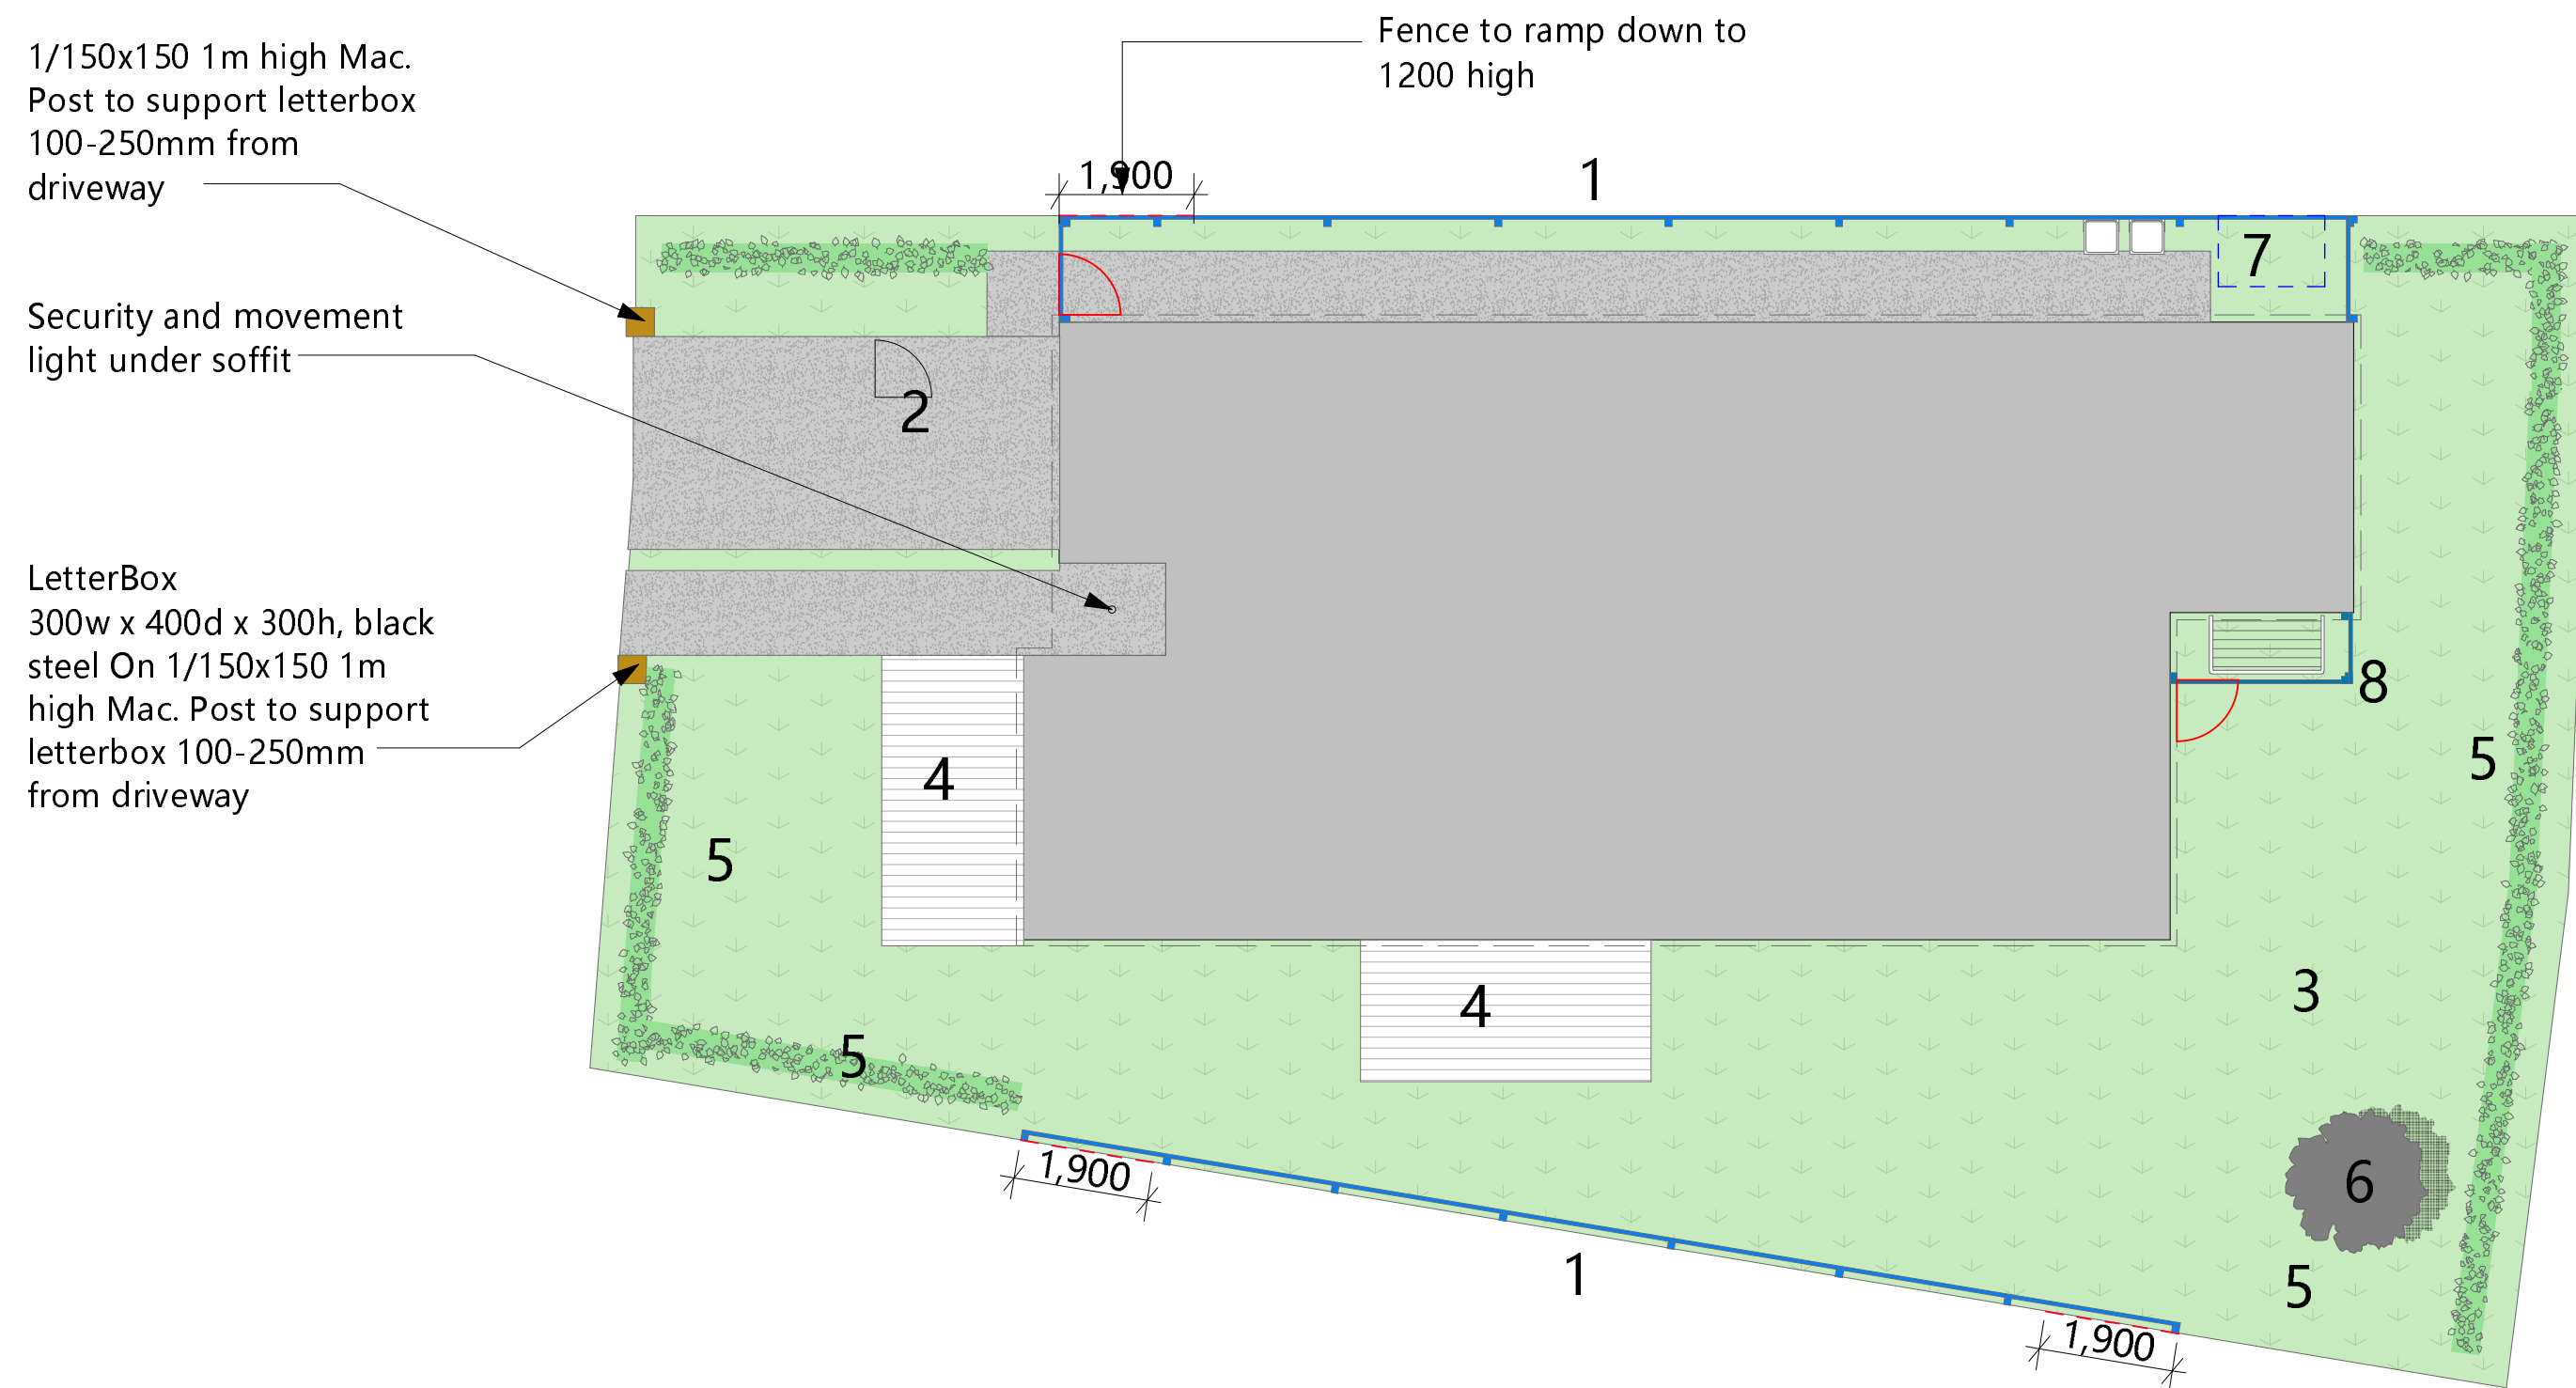 Fence to ramp down to
1200 high
1/150x150 1m high Mac.
Post to support letterbox
100-250mm from
driveway
1,900
1
7
Security and movement
light under soffit
2
LetterBox
300w x 400d x 300h, black
steel On 1/150x150 1m
high Mac. Post to support
letterbox 100-250mm
from driveway
8
4
5
5
3
4
5
1,900
6
1
5
1,900